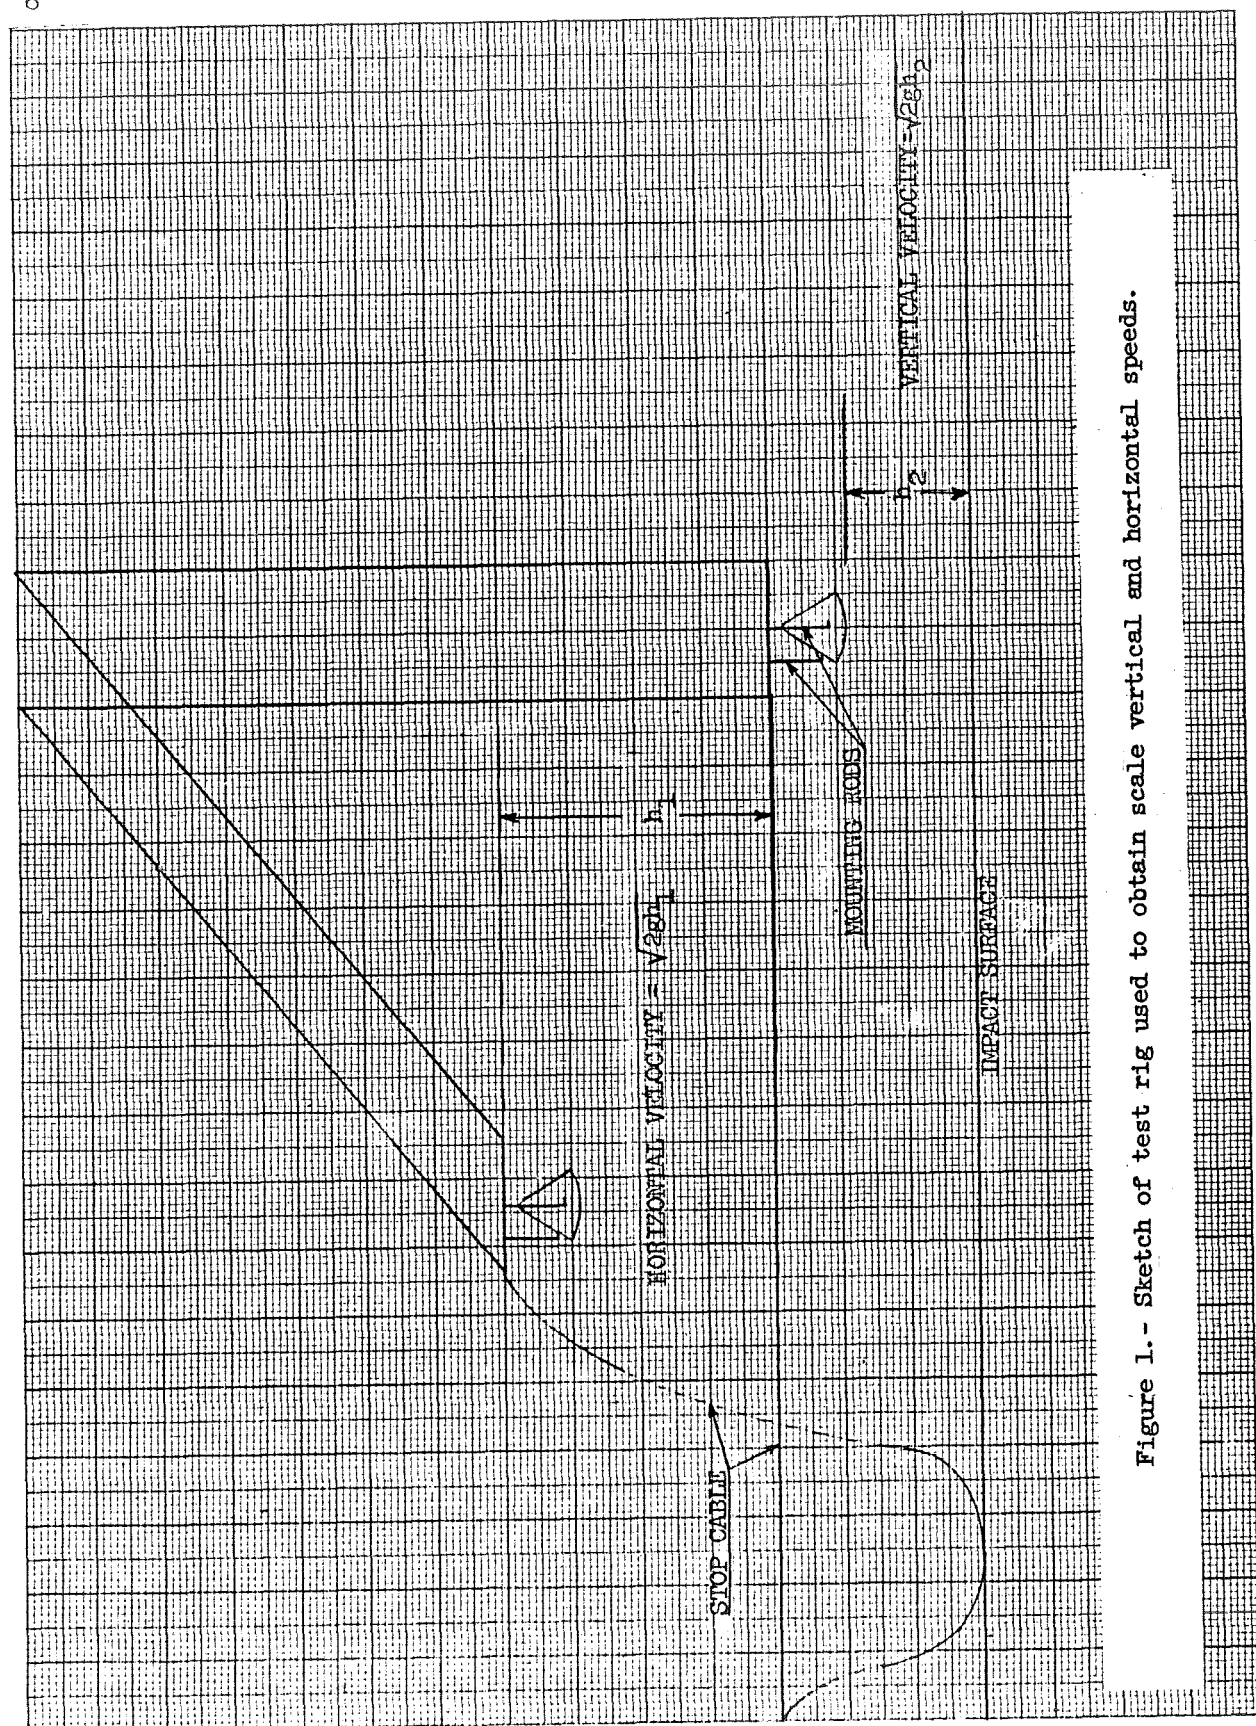 HORIZONTAL VELOCITY = √2gh₁
h₁
VERTICAL VELOCITY=√2gh₂
h₂
STOP CABLE
MOUNTING RODS
IMPACT SURFACE
Figure 1.- Sketch of test rig used to obtain scale vertical and horizontal speeds.